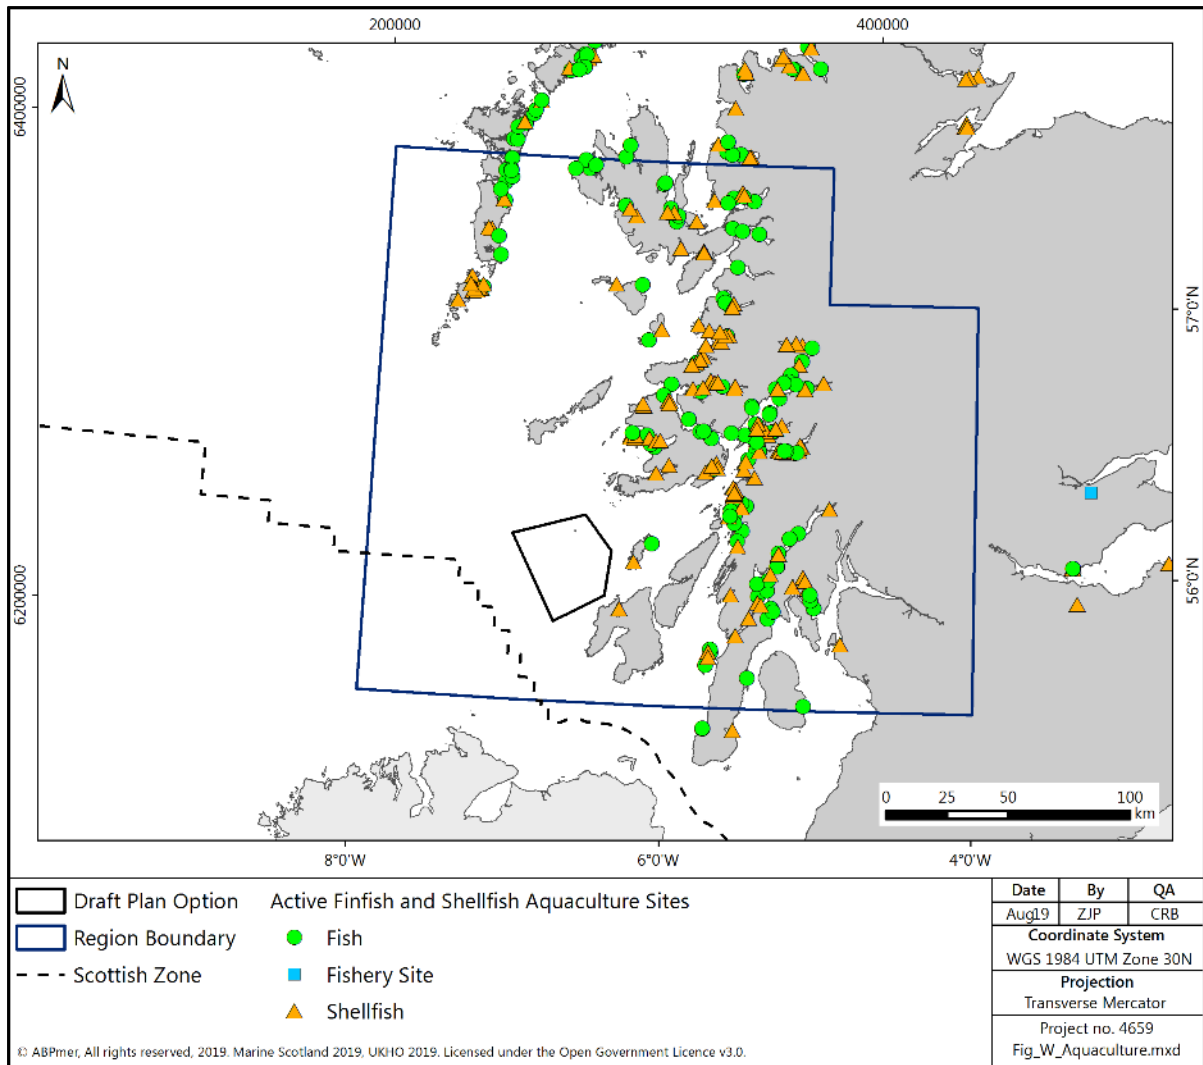 200000
400000
N
6400000
6200000
57°0'N
56°0'N
0 25 50 100
km
8°0'W
6°0'W
4°0'W
Draft Plan Option
Region Boundary
Scottish Zone
Active Finfish and Shellfish Aquaculture Sites
Fish
Fishery Site
Shellfish
Date By QA
Aug19 ZJP CRB
Coordinate System
WGS 1984 UTM Zone 30N
Projection
Transverse Mercator
Project no. 4659
Fig_W_Aquaculture.mxd
© ABPmer, All rights reserved, 2019. Marine Scotland 2019, UKHO 2019. Licensed under the Open Government Licence v3.0.